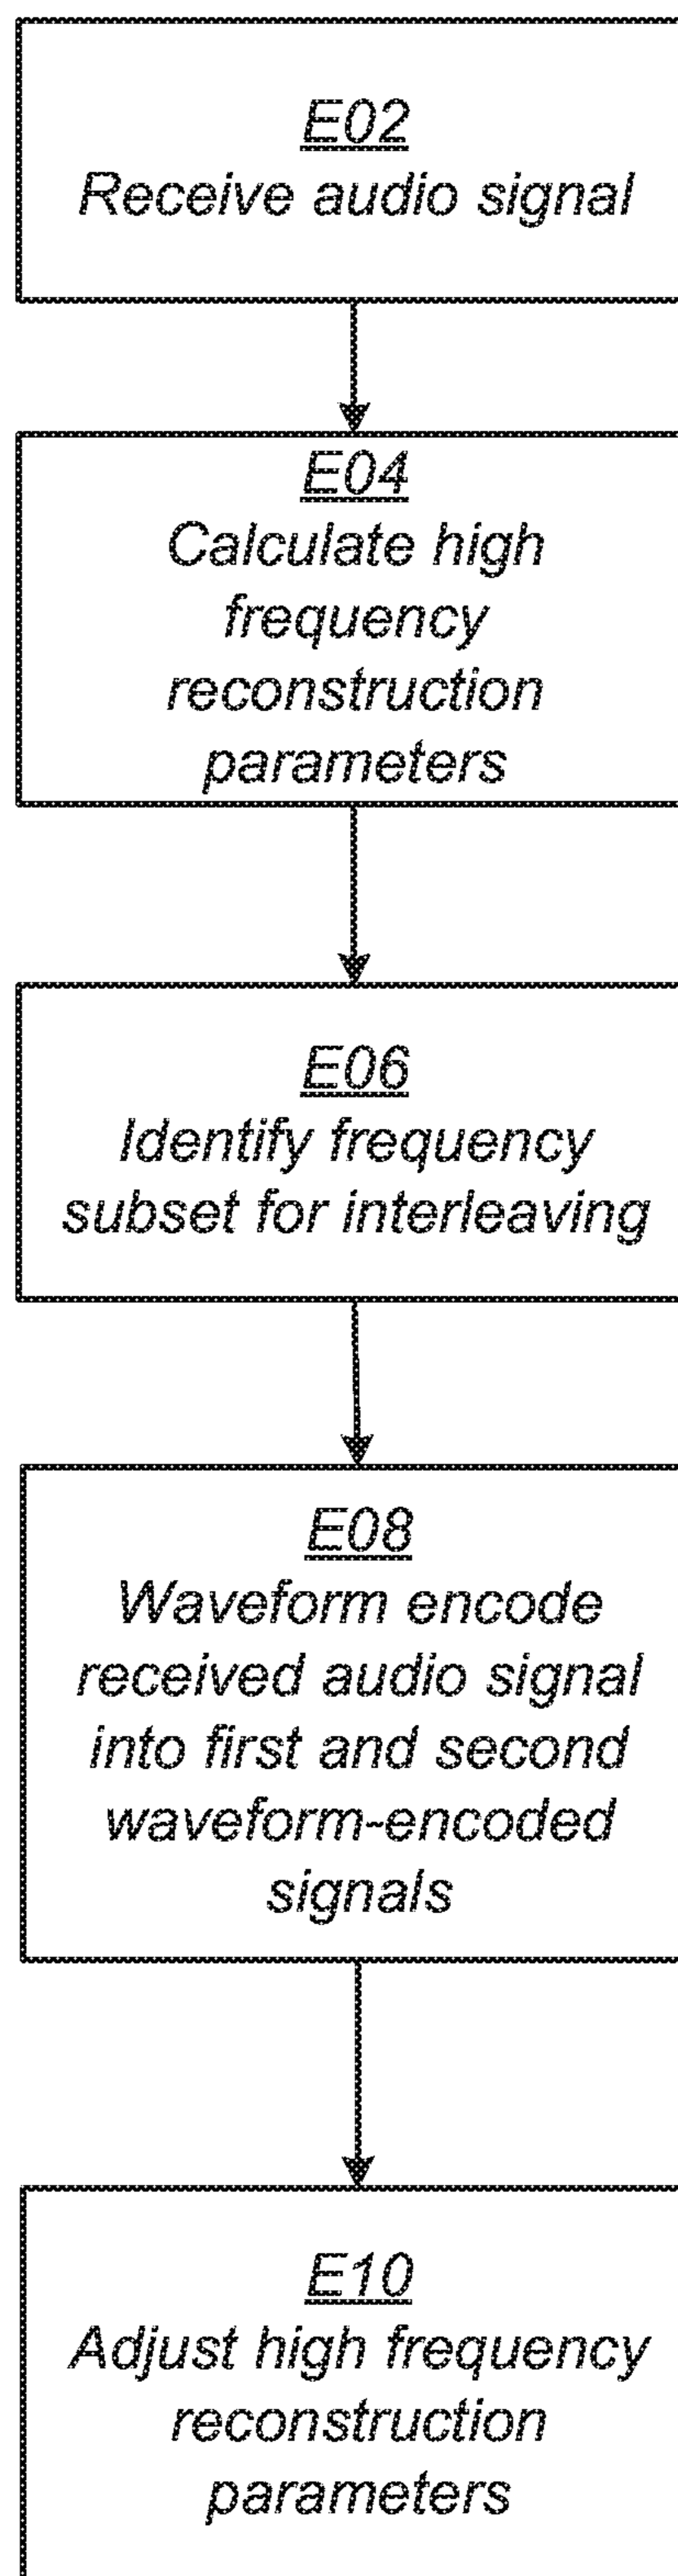 E02
Receive audio signal
E04
Calculate high
frequency
reconstruction
parameters
E06
Identify frequency
subset for interleaving
E08
Waveform encode
received audio signal
into first and second
waveform-encoded
signals
E10
Adjust high frequency
reconstruction
parameters